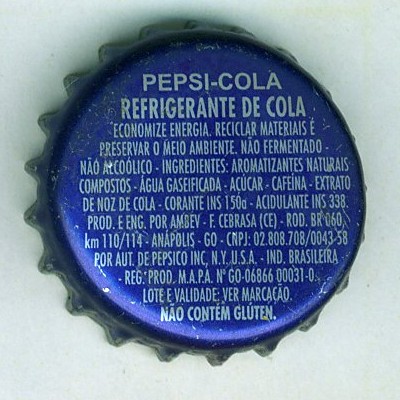 PEPSI-COLA
REFRIGERANTE DE COLA
ECONOMIZE ENERGIA. RECICLAR MATERIAIS É
PRESERVAR O MEIO AMBIENTE. NÃO FERMENTADO -
NÃO ALCOÓLICO - INGREDIENTES: AROMATIZANTES NATURAIS
COMPOSTOS - ÁGUA GASEIFICADA - AÇÚCAR - CAFEÍNA - EXTRATO
DE NOZ DE COLA - CORANTE INS 150d - ACIDULANTE INS 338.
PROD. E ENG. POR AMBEV - F. CEBRASA (CE) - ROD. BR 060,
km 110/114 - ANÁPOLIS - GO - CNPJ: 02.808.708/0043-58
POR AUT. DE PEPSICO INC, N.Y. U.S.A. - IND. BRASILEIRA
- REG. PROD. M.A.P.A. Nº GO-06866 00031-0.
LOTE E VALIDADE: VER MARCAÇÃO.
NÃO CONTÉM GLÚTEN.